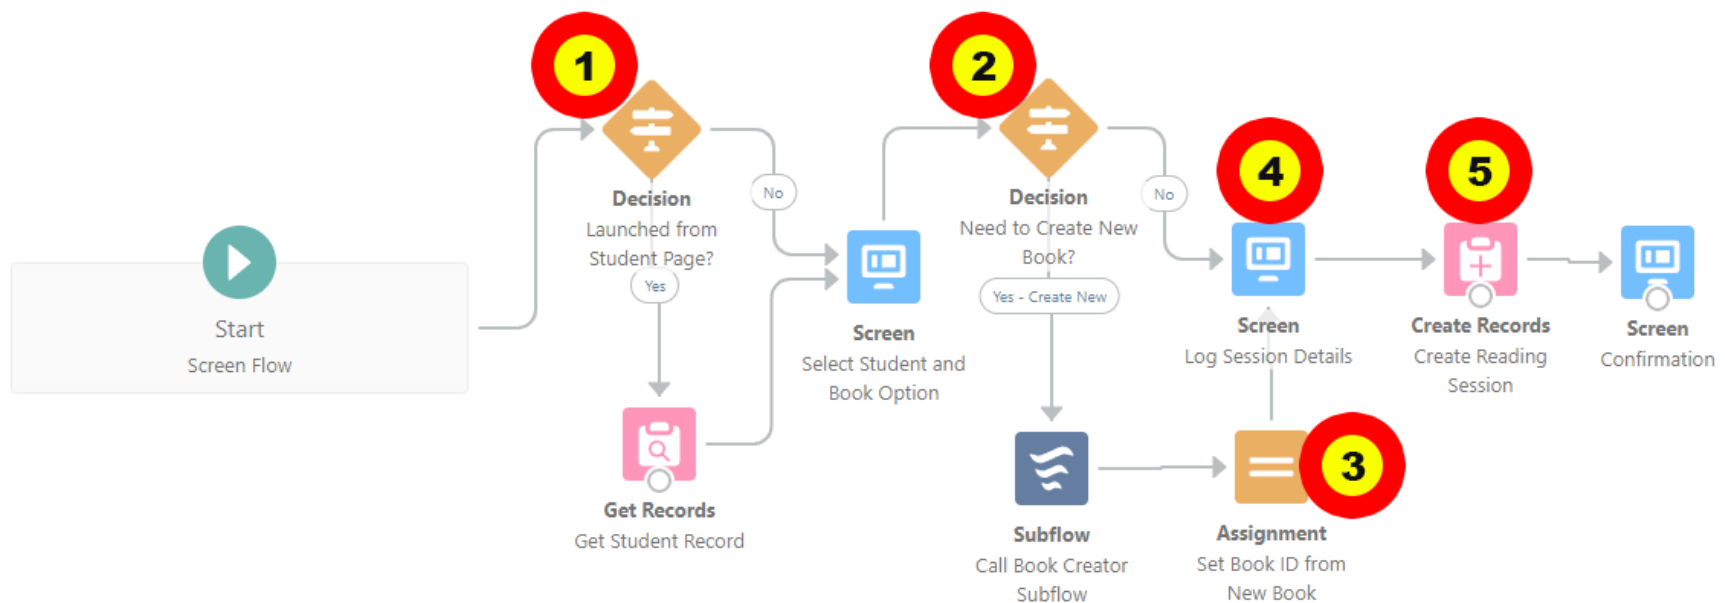 1
2
3
4
5
Start
Screen Flow
Decision
Launched from
Student Page?
No
Yes
Get Records
Get Student Record
Screen
Select Student and
Book Option
Decision
Need to Create New
Book?
No
Yes - Create New
Subflow
Call Book Creator
Subflow
Assignment
Set Book ID from
New Book
Screen
Log Session Details
Create Records
Create Reading
Session
Screen
Confirmation